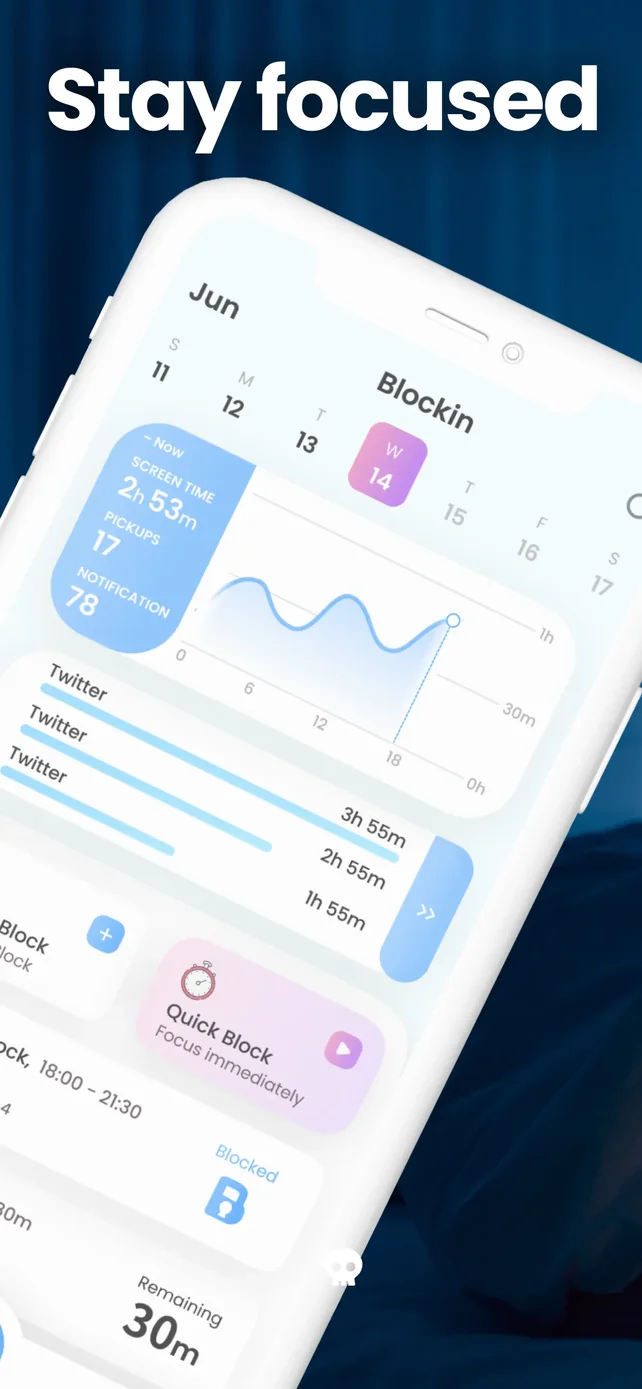 Stay focused
Jun
Blockin
S
M
T
W
T
F
S
11
12
13
14
15
16
17
~ Now
SCREEN TIME
2h 53m
PICKUPS
17
NOTIFICATION
78
1h
30m
0h
0
6
12
18
Twitter
3h 55m
Twitter
2h 55m
Twitter
1h 55m
Block
Quick Block
Focus immediately
18:00 - 21:30
4
Blocked
30m
Remaining
30m